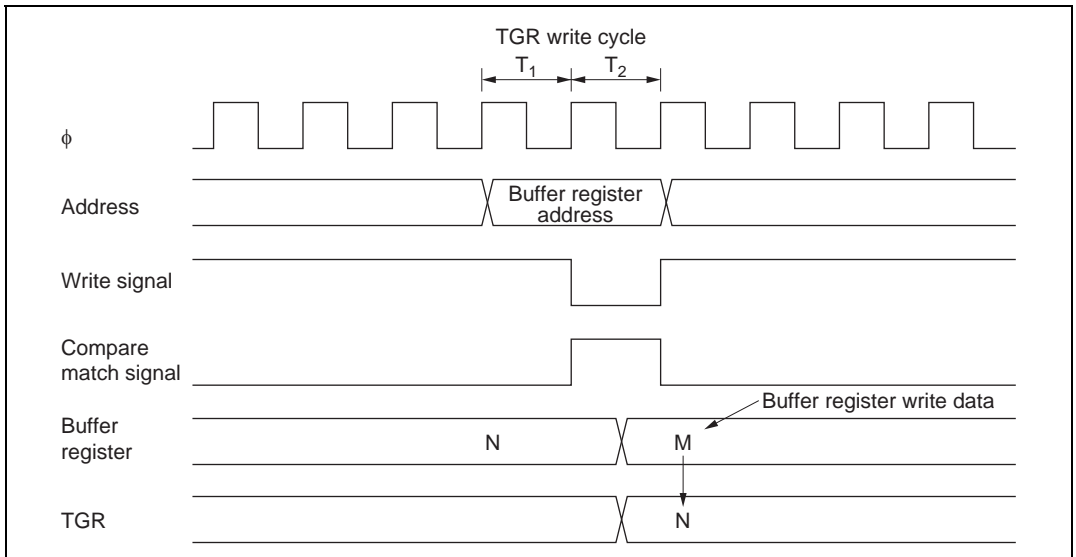 TGR write cycle
T1 T2
ϕ
Address
Buffer register
address
Write signal
Compare
match signal
Buffer register write data
Buffer
register
N M
TGR
N